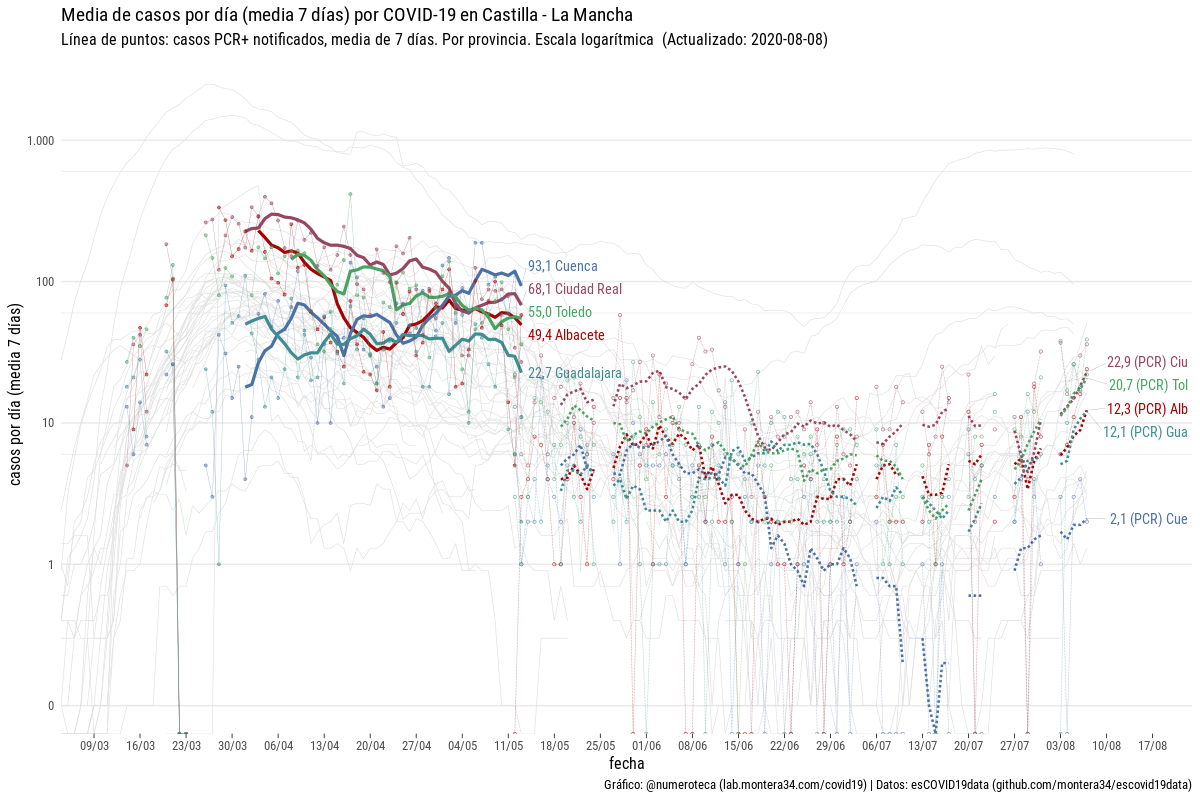 Media de casos por día (media 7 días) por COVID-19 en Castilla - La Mancha
Línea de puntos: casos PCR+ notificados, media de 7 días. Por provincia. Escala logarítmica (Actualizado: 2020-08-08)
casos por día (media 7 días)
1.000
100
10
1
0
93,1 Cuenca
68,1 Ciudad Real
55,0 Toledo
49,4 Albacete
22,7 Guadalajara
22,9 (PCR) Ciu
20,7 (PCR) Tol
12,3 (PCR) Alb
12,1 (PCR) Gua
2,1 (PCR) Cue
09/03 16/03 23/03 30/03 06/04 13/04 20/04 27/04 04/05 11/05 18/05 25/05 01/06 08/06 15/06 22/06 29/06 06/07 13/07 20/07 27/07 03/08 10/08 17/08
fecha
Gráfico: @numeroteca (lab.montera34.com/covid19) | Datos: esCOVID19data (github.com/montera34/escovid19data)